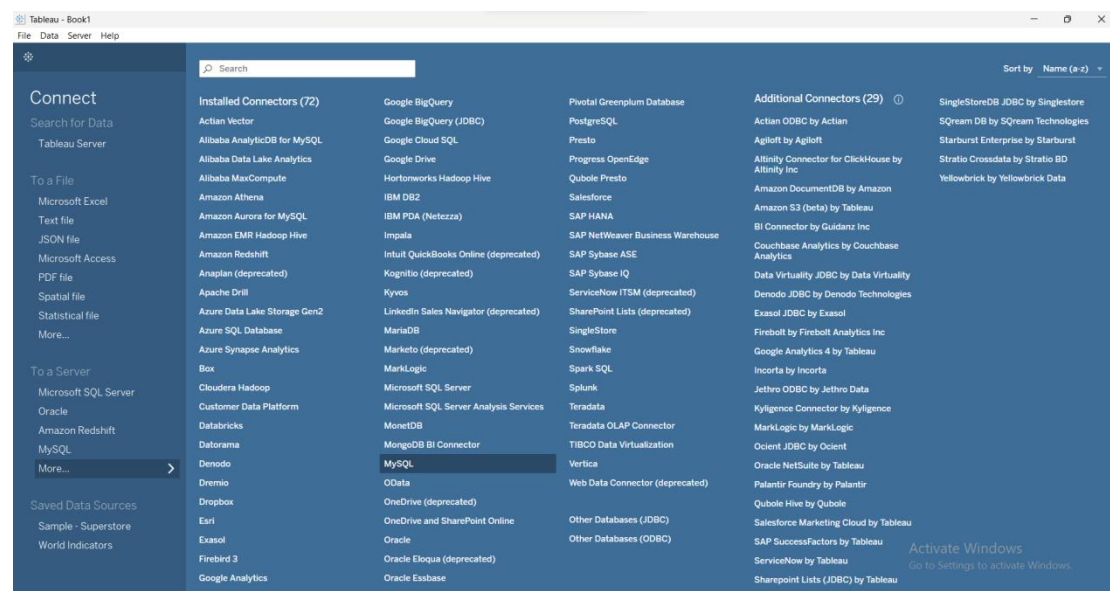 Tableau - Book1
File Data Server Help
Search
Sort by Name (a-z)
Connect
Search for Data
Tableau Server
To a File
Microsoft Excel
Text file
JSON file
Microsoft Access
PDF file
Spatial file
Statistical file
More...
To a Server
Microsoft SQL Server
Oracle
Amazon Redshift
MySQL
More...
Saved Data Sources
Sample - Superstore
World Indicators
Installed Connectors (72)
Actian Vector
Alibaba AnalyticDB for MySQL
Alibaba Data Lake Analytics
Alibaba MaxCompute
Amazon Athena
Amazon Aurora for MySQL
Amazon EMR Hadoop Hive
Amazon Redshift
Anaplan (deprecated)
Apache Drill
Azure Data Lake Storage Gen2
Azure SQL Database
Azure Synapse Analytics
Box
Cloudera Hadoop
Customer Data Platform
Databricks
Datorama
Denodo
Dremio
Dropbox
Esri
Exasol
Firebird 3
Google Analytics
Google BigQuery
Google BigQuery (JDBC)
Google Cloud SQL
Google Drive
Hortonworks Hadoop Hive
IBM DB2
IBM PDA (Netezza)
Impala
Intuit QuickBooks Online (deprecated)
Kognitio (deprecated)
Kyvos
LinkedIn Sales Navigator (deprecated)
MariaDB
Marketo (deprecated)
MarkLogic
Microsoft SQL Server
Microsoft SQL Server Analysis Services
MonetDB
MongoDB BI Connector
MySQL
OData
OneDrive (deprecated)
OneDrive and SharePoint Online
Oracle
Oracle Eloqua (deprecated)
Oracle Essbase
Pivotal Greenplum Database
PostgreSQL
Presto
Progress OpenEdge
Qubole Presto
Salesforce
SAP HANA
SAP NetWeaver Business Warehouse
SAP Sybase ASE
SAP Sybase IQ
ServiceNow ITSM (deprecated)
SharePoint Lists (deprecated)
SingleStore
Snowflake
Spark SQL
Splunk
Teradata
Teradata OLAP Connector
TIBCO Data Virtualization
Vertica
Web Data Connector (deprecated)
Other Databases (JDBC)
Other Databases (ODBC)
Additional Connectors (29)
Actian ODBC by Actian
Agiloft by Agiloft
Altinity Connector for ClickHouse by
Altinity Inc
Amazon DocumentDB by Amazon
Amazon S3 (beta) by Tableau
BI Connector by Guidanz Inc
Couchbase Analytics by Couchbase
Analytics
Data Virtuality JDBC by Data Virtuality
Denodo JDBC by Denodo Technologies
Exasol JDBC by Exasol
Firebolt by Firebolt Analytics Inc
Google Analytics 4 by Tableau
Incorta by Incorta
Jethro ODBC by Jethro Data
Kyligence Connector by Kyligence
MarkLogic by MarkLogic
Ocient JDBC by Ocient
Oracle NetSuite by Tableau
Palantir Foundry by Palantir
Qubole Hive by Qubole
Salesforce Marketing Cloud by Tableau
SAP SuccessFactors by Tableau
ServiceNow by Tableau
Sharepoint Lists (JDBC) by Tableau
SingleStoreDB JDBC by Singlestore
SQream DB by SQream Technologies
Starburst Enterprise by Starburst
Stratio Crossdata by Stratio BD
Yellowbrick by Yellowbrick Data
Activate Windows
Go to Settings to activate Windows.